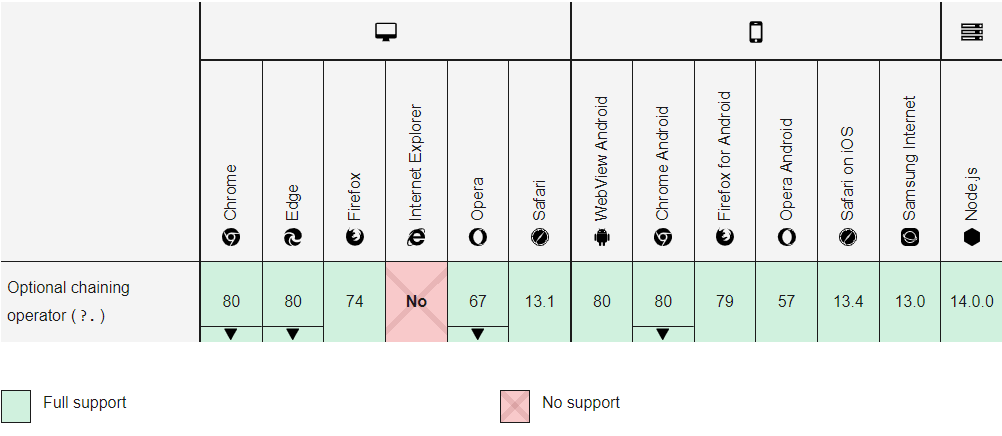 Chrome
Edge
Firefox
Internet Explorer
Opera
Safari
WebView Android
Chrome Android
Firefox for Android
Opera Android
Safari on iOS
Samsung Internet
Node.js
Optional chaining
operator (?.)
80
80
74
No
67
13.1
80
80
79
57
13.4
13.0
14.0.0
Full support
No support